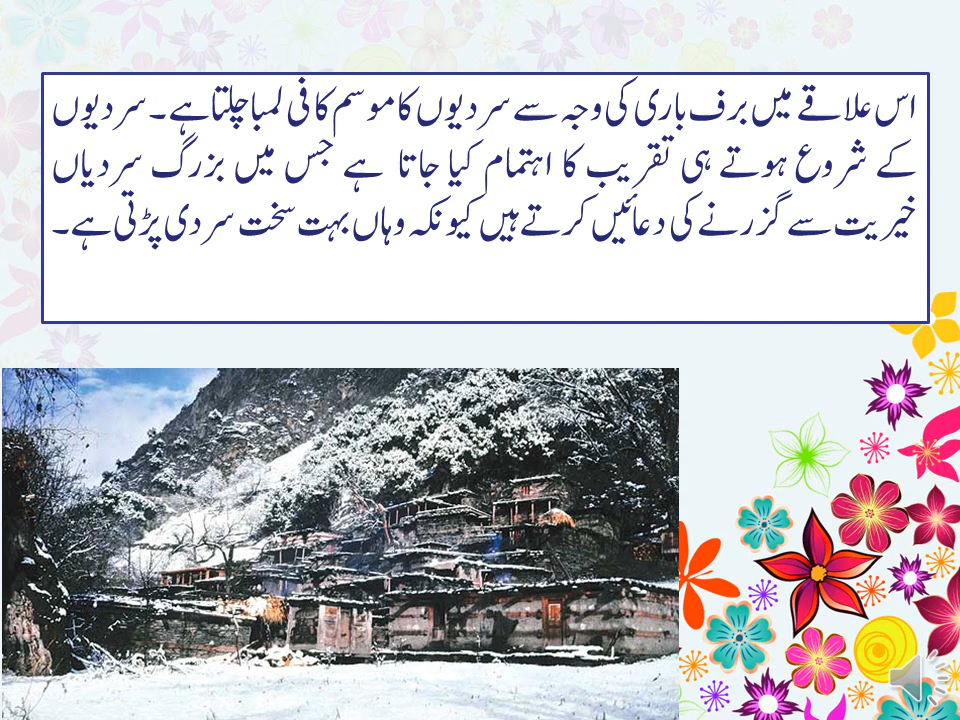 اس علاقے میں برف باری کی وجہ سے سردیوں کا موسم کافی لمبا چلتا ہے۔ سردیوں
کے شروع ہوتے ہی تقریب کا اہتمام کیا جاتا ہے جس میں بزرگ سردیاں
خیریت سے گزرنے کی دعائیں کرتے ہیں کیونکہ وہاں بہت سخت سردی پڑتی ہے۔